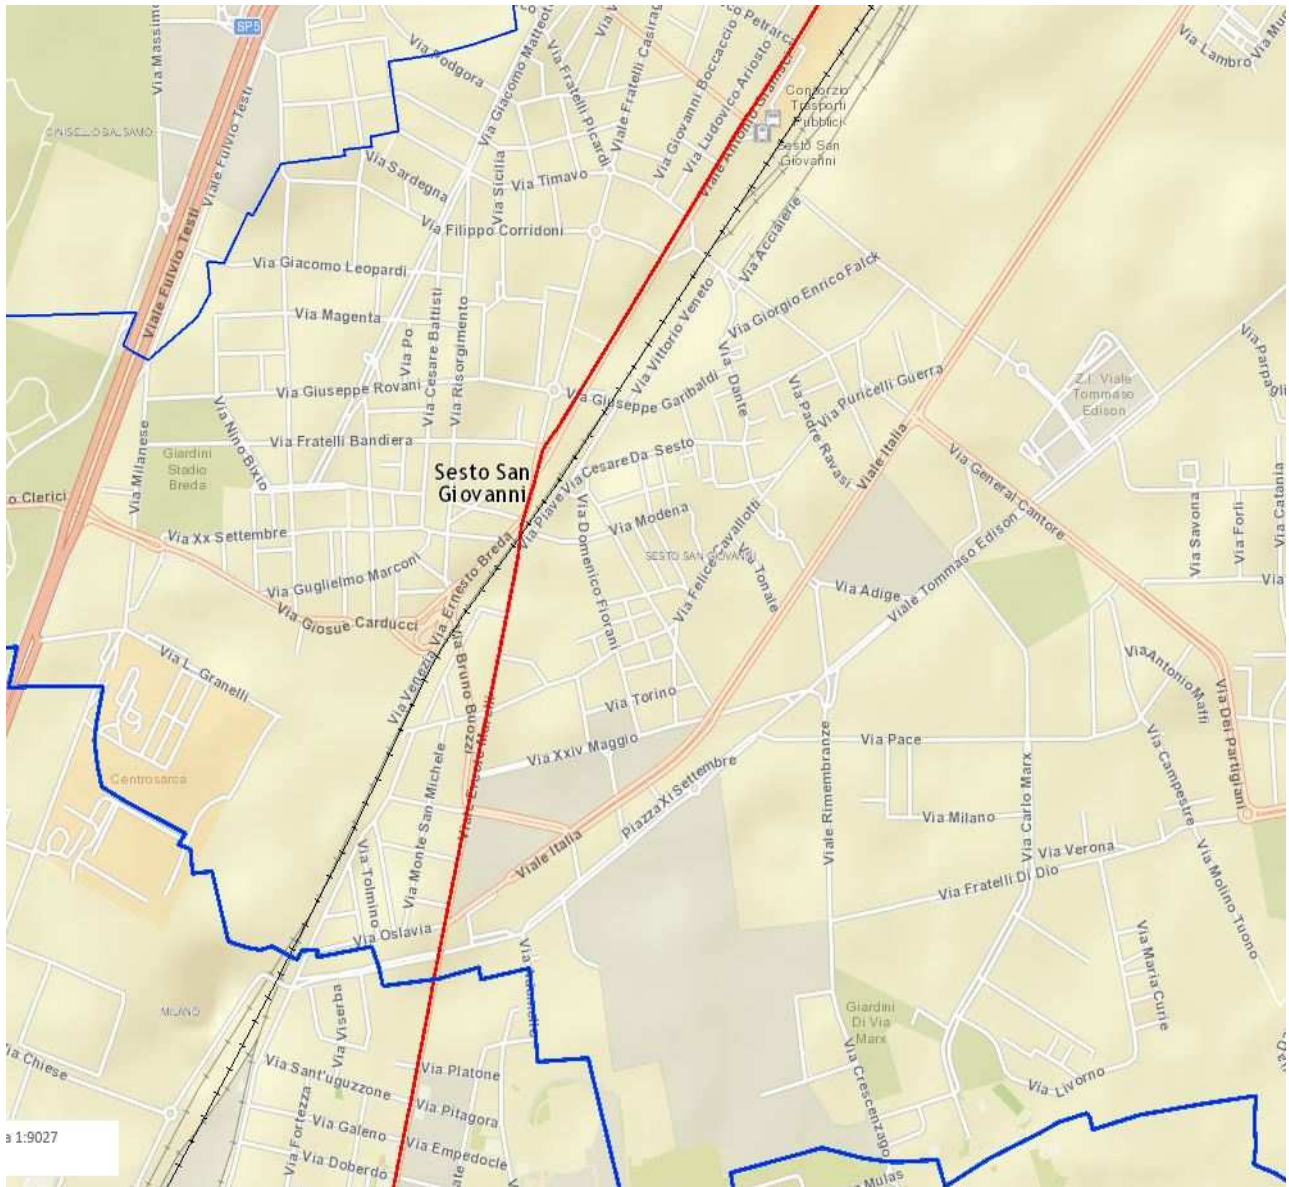 SP5
Via Massimo
Via Podgora
Via Giacomo Matteotti
Via Fratelli Picardi
Via Giovanni Boccaccio
Via Ludovico Ariosto
Viale Antonio Gramsci
Petrarca
Via Lambro
Consorzio
Trasporti
Pubblici
Sesto San
Giovanni
CINISELLO BALSAMO
Viale Fulvio Testi
Viale Fulvio Testi
Viale Fulvio Testi
Via Sardegna
Via Sicilia
Via Timavo
Via Filippo Corridoni
Via Acciaierie
Via Giacomo Leopardi
Via Giorgio Enrico Falck
Via Magenta
Via Po
Via Cesare Battisti
Via Risorgimento
Via Vittorio Veneto
Via Giuseppe Rovani
Via Giuseppe Garibaldi
Via Dante
Via Padre Ravasi
Via Puricelli Guerra
Z.I. Viale
Tommaso
Edison
Via Nino Bixio
Via Fratelli Bandiera
Via Milanese
Giardini
Stadio
Breda
Sesto San
Giovanni
Via Cesare Da Sesto
Viale Italia
Via General Cantore
o Clerici
Via Xx Settembre
Via Piave
Via Modena
Via Domenico Fiorani
Via Felice Cavallotti
SESTO SAN GIOVANNI
Via Tonale
Viale Tommaso Edison
Via Savona
Via Forli
Via Catania
Via Guglielmo Marconi
Via Ernesto Breda
Via Giosue Carducci
Via Adige
Via
Via L. Granelli
Via Venezia
Via Bruno Buozzi
Via Torino
Via Antonio Maffi
Via Dei Partigiani
Via Xxiv Maggio
Via Pace
Via Campestre
Centrosarca
Via Monte San Michele
Piazza Xi Settembre
Viale Rimembranze
Via Milano
Via Carlo Marx
Viale Italia
Via Verona
Via Tolmino
Via Fratelli Di Dio
Via Molino Tuono
Via Oslavia
Via Maria Curie
MILANO
Via Viserba
Giardini
Di Via
Marx
Via Chiese
Via Sant'uguzzone
Via Platone
Via Crescenzago
Via Livorno
Via Fortezza
Via Pitagora
Via Galeno
Via Empedocle
Via Doberdo
Mulas
a 1:9027